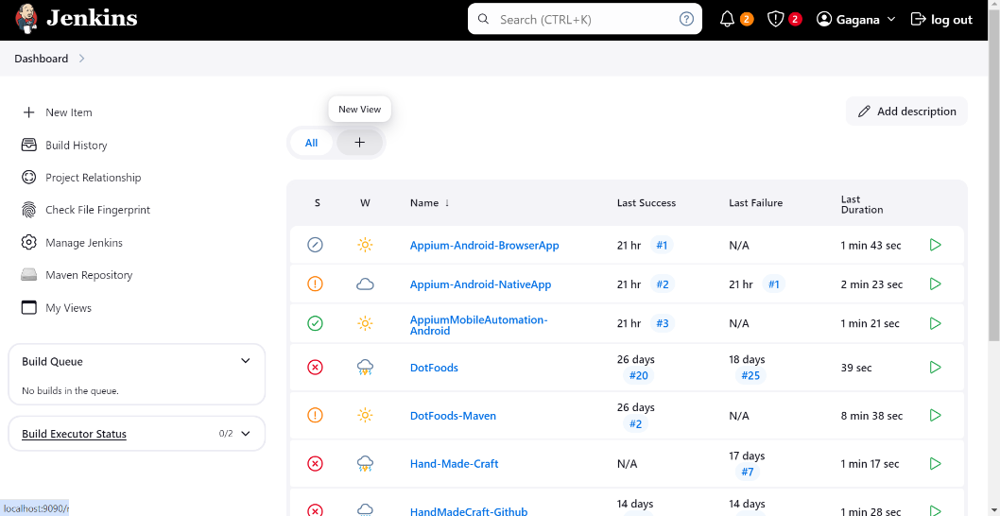 Jenkins
Search (CTRL+K)
?
2
2
Gagana
log out
Dashboard
New Item
Build History
Project Relationship
Check File Fingerprint
Manage Jenkins
Maven Repository
My Views
Build Queue
No builds in the queue.
Build Executor Status
0/2
New View
Add description
All
+
S W Name ↓ Last Success Last Failure Last
Duration
Appium-Android-BrowserApp 21 hr #1 N/A 1 min 43 sec
Appium-Android-NativeApp 21 hr #2 21 hr #1 2 min 23 sec
AppiumMobileAutomation-
Android 21 hr #3 N/A 1 min 21 sec
DotFoods 26 days #20 18 days #25 39 sec
DotFoods-Maven 26 days #2 N/A 8 min 38 sec
Hand-Made-Craft N/A 17 days #7 1 min 17 sec
HandMadeCraft-Github 14 days 14 days 1 min 28 sec
localhost:9090/